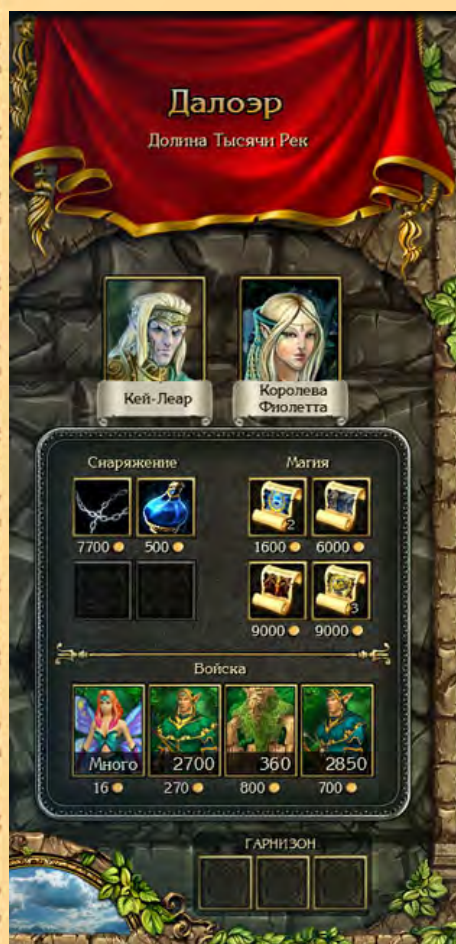 Далоэр
Долина Тысячи Рек
Кей-Леар
Королева
Фиолетта
Снаряжение
Магия
2
7700
500
1600
6000
3
9000
9000
Войска
Много
2700
360
2850
16
270
800
700
ГАРНИЗОН